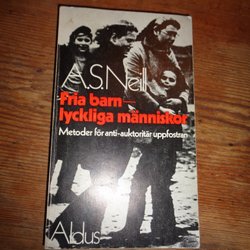 A.S. Neill
Fria barn –
lyckliga människor
Metoder för anti-auktoritär uppfostran
Aldus